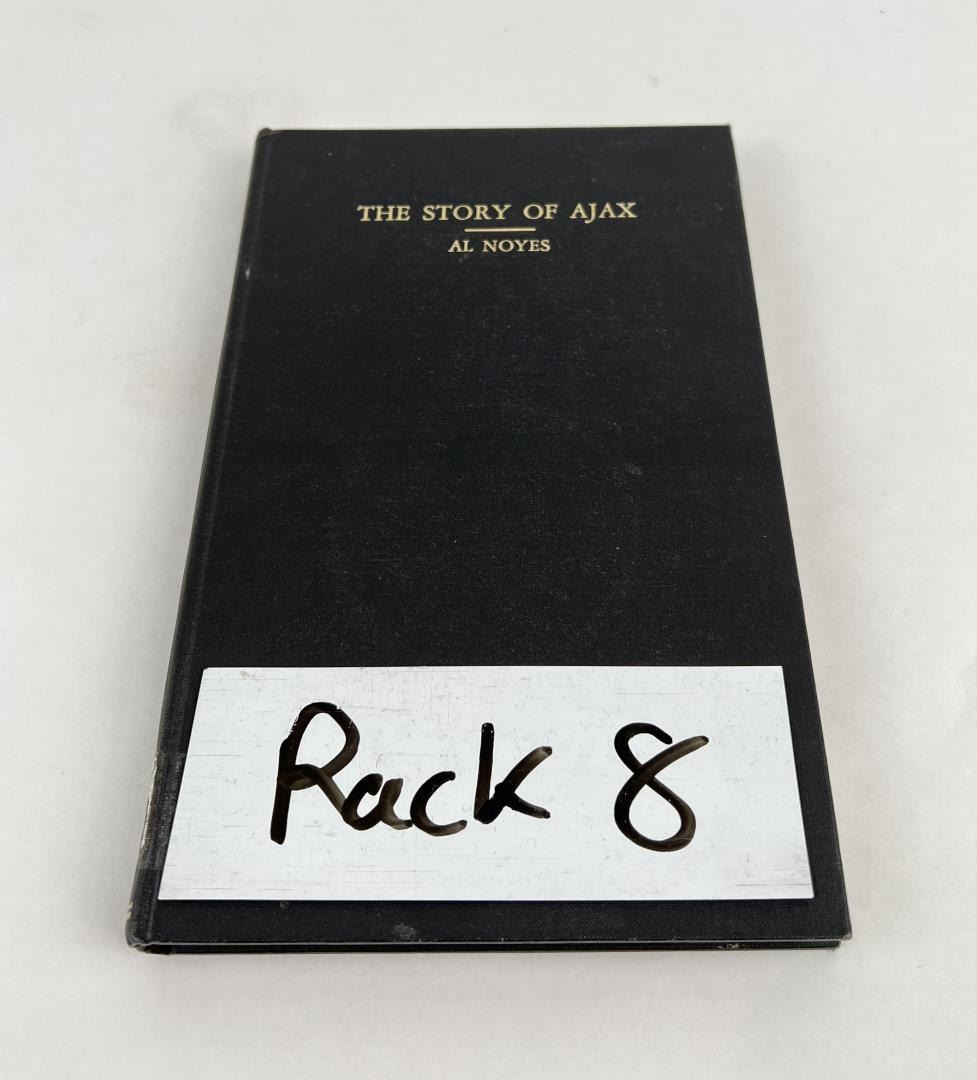 THE STORY OF AJAX
AL NOYES
Rack 8